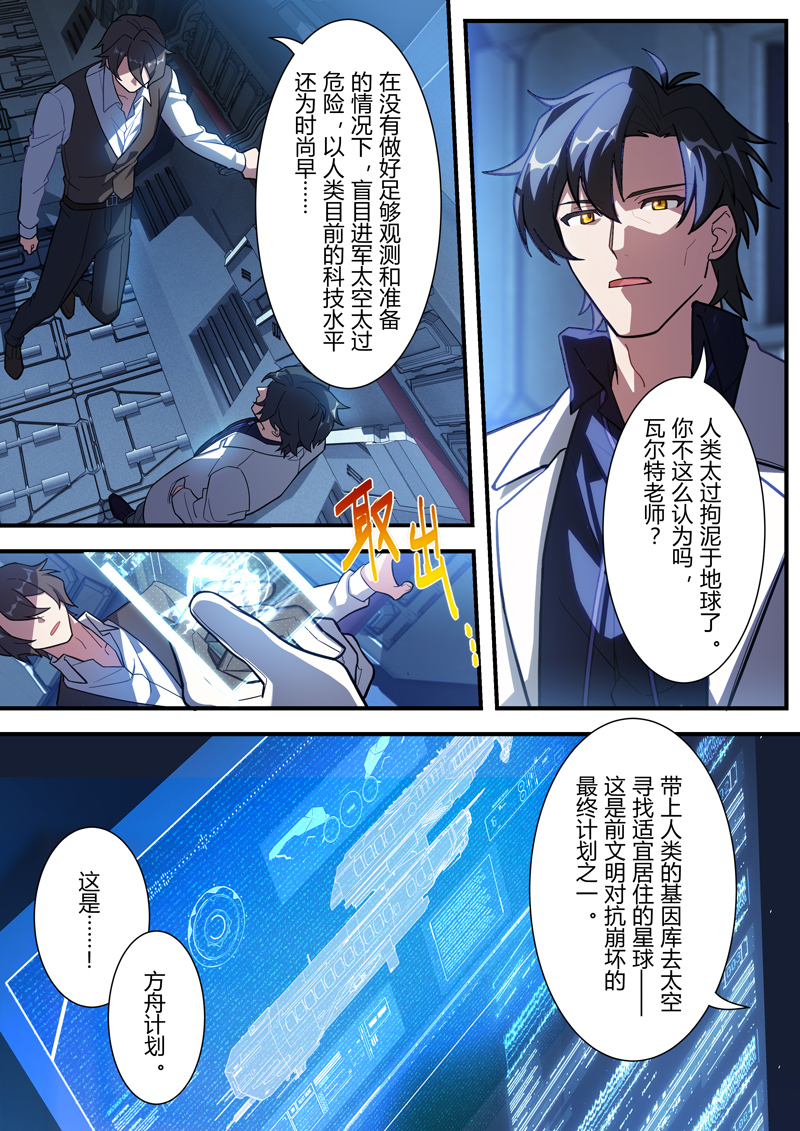 人类太过拘泥于地球了。
你不这么认为吗，
瓦尔特老师？
在没有做好足够观测和准备
的情况下，盲目进军太空太过
危险，以人类目前的科技水平
还为时尚早……
取出…
带上人类的基因库去太空
寻找适宜居住的星球——
这是前文明对抗崩坏的
最终计划之一。
这是……！
方舟计划。